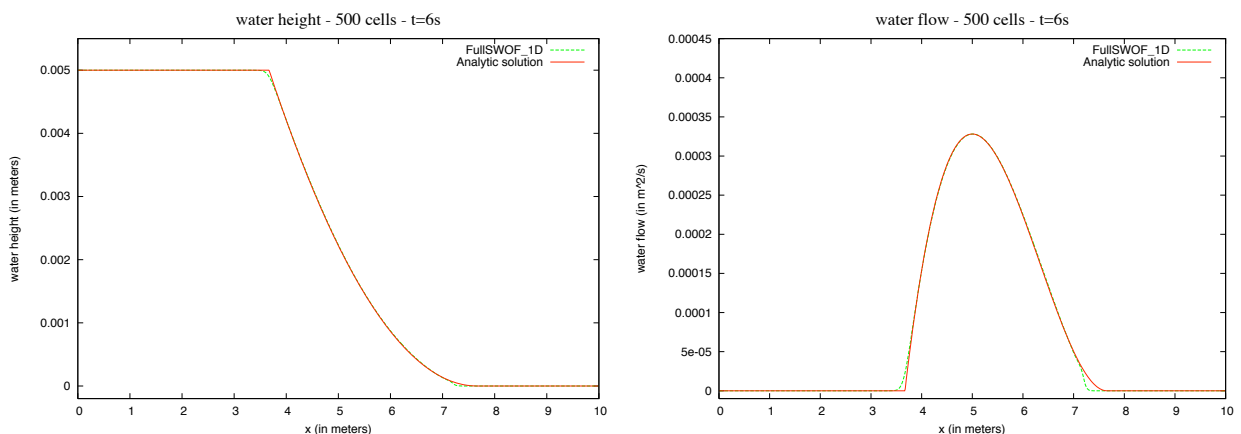 water height - 500 cells - t=6s
FullSWOF_1D
Analytic solution
water height (in meters)
0.005
0.004
0.003
0.002
0.001
0
0 1 2 3 4 5 6 7 8 9 10
x (in meters)
water flow - 500 cells - t=6s
FullSWOF_1D
Analytic solution
water flow (in m^2/s)
0.00045
0.0004
0.00035
0.0003
0.00025
0.0002
0.00015
0.0001
5e-05
0
0 1 2 3 4 5 6 7 8 9 10
x (in meters)